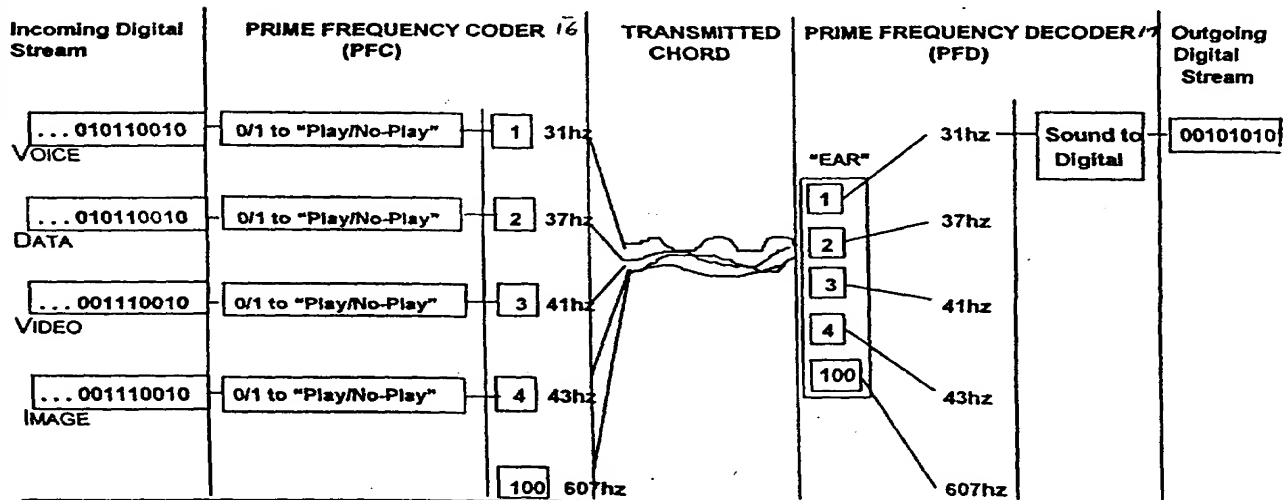 Incoming Digital Stream
PRIME FREQUENCY CODER 16
(PFC)
TRANSMITTED
CHORD
PRIME FREQUENCY DECODER 17
(PFD)
Outgoing
Digital
Stream
...010110010
VOICE
0/1 to "Play/No-Play"
1
31hz
...010110010
DATA
0/1 to "Play/No-Play"
2
37hz
...001110010
VIDEO
0/1 to "Play/No-Play"
3
41hz
...001110010
IMAGE
0/1 to "Play/No-Play"
4
43hz
100
607hz
"EAR"
1
2
3
4
100
31hz
37hz
41hz
43hz
607hz
Sound to
Digital
00101010